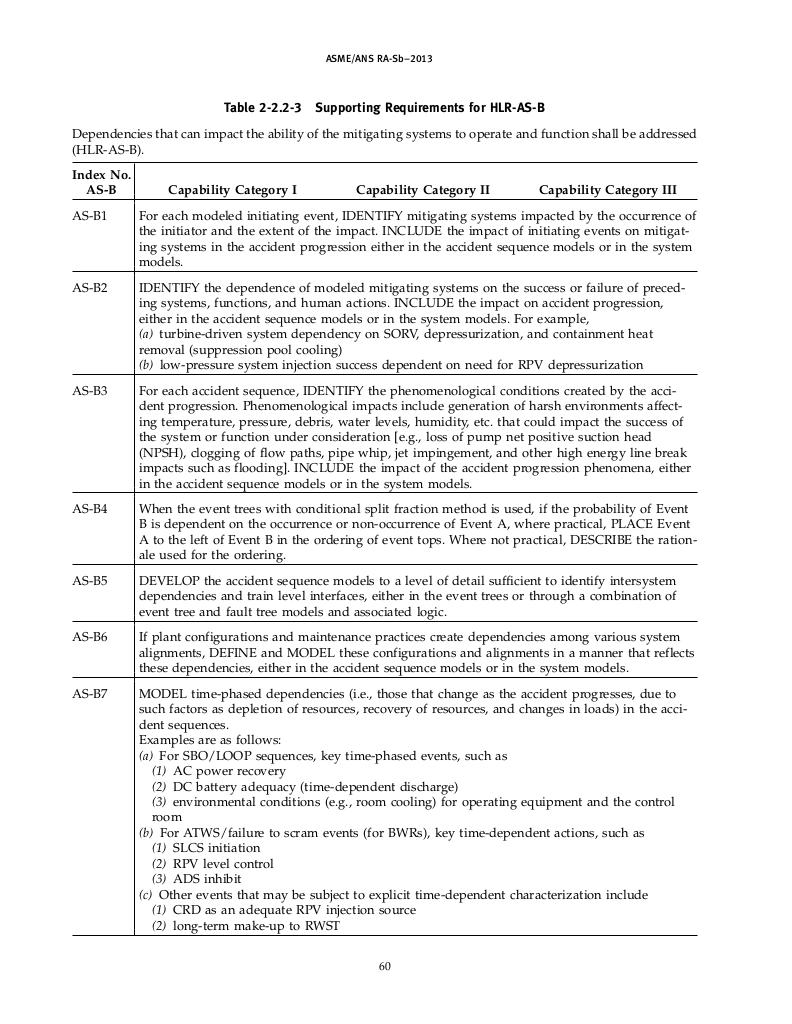 ASME/ANS RA-Sb–2013
Table 2-2.2-3 Supporting Requirements for HLR-AS-B
Dependencies that can impact the ability of the mitigating systems to operate and function shall be addressed
(HLR-AS-B).
Index No.
AS-B Capability Category I Capability Category II Capability Category III
AS-B1 For each modeled initiating event, IDENTIFY mitigating systems impacted by the occurrence of
the initiator and the extent of the impact. INCLUDE the impact of initiating events on mitigat-
ing systems in the accident progression either in the accident sequence models or in the system
models.
AS-B2 IDENTIFY the dependence of modeled mitigating systems on the success or failure of preced-
ing systems, functions, and human actions. INCLUDE the impact on accident progression,
either in the accident sequence models or in the system models. For example,
(a) turbine-driven system dependency on SORV, depressurization, and containment heat
removal (suppression pool cooling)
(b) low-pressure system injection success dependent on need for RPV depressurization
AS-B3 For each accident sequence, IDENTIFY the phenomenological conditions created by the acci-
dent progression. Phenomenological impacts include generation of harsh environments affect-
ing temperature, pressure, debris, water levels, humidity, etc. that could impact the success of
the system or function under consideration [e.g., loss of pump net positive suction head
(NPSH), clogging of flow paths, pipe whip, jet impingement, and other high energy line break
impacts such as flooding]. INCLUDE the impact of the accident progression phenomena, either
in the accident sequence models or in the system models.
AS-B4 When the event trees with conditional split fraction method is used, if the probability of Event
B is dependent on the occurrence or non-occurrence of Event A, where practical, PLACE Event
A to the left of Event B in the ordering of event tops. Where not practical, DESCRIBE the ration-
ale used for the ordering.
AS-B5 DEVELOP the accident sequence models to a level of detail sufficient to identify intersystem
dependencies and train level interfaces, either in the event trees or through a combination of
event tree and fault tree models and associated logic.
AS-B6 If plant configurations and maintenance practices create dependencies among various system
alignments, DEFINE and MODEL these configurations and alignments in a manner that reflects
these dependencies, either in the accident sequence models or in the system models.
AS-B7 MODEL time-phased dependencies (i.e., those that change as the accident progresses, due to
such factors as depletion of resources, recovery of resources, and changes in loads) in the acci-
dent sequences.
Examples are as follows:
(a) For SBO/LOOP sequences, key time-phased events, such as
(1) AC power recovery
(2) DC battery adequacy (time-dependent discharge)
(3) environmental conditions (e.g., room cooling) for operating equipment and the control
room
(b) For ATWS/failure to scram events (for BWRs), key time-dependent actions, such as
(1) SLCS initiation
(2) RPV level control
(3) ADS inhibit
(c) Other events that may be subject to explicit time-dependent characterization include
(1) CRD as an adequate RPV injection source
(2) long-term make-up to RWST
60